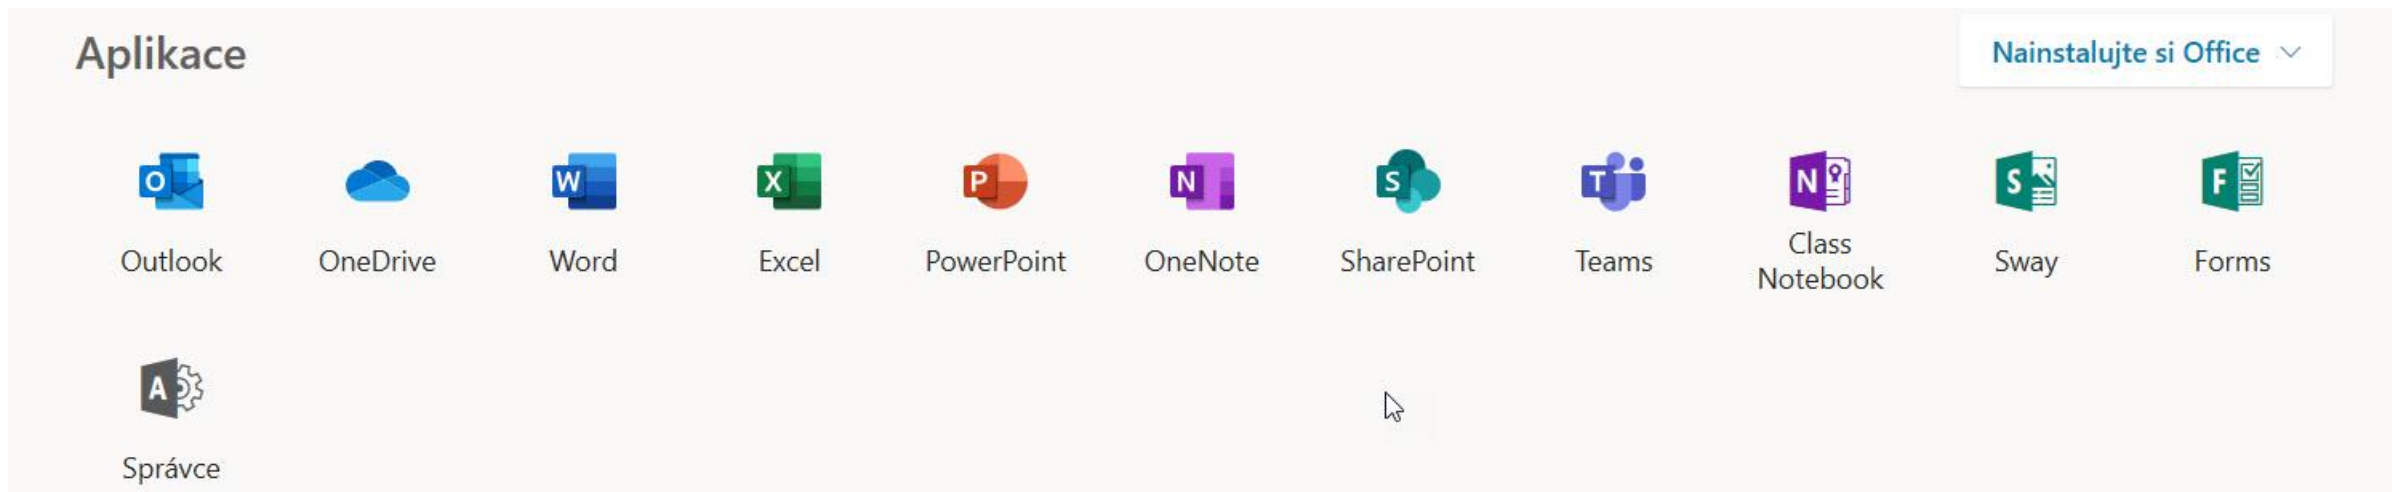 Aplikace
Nainstalujte si Office
Outlook
OneDrive
Word
Excel
PowerPoint
OneNote
SharePoint
Teams
Class
Notebook
Sway
Forms
Správce